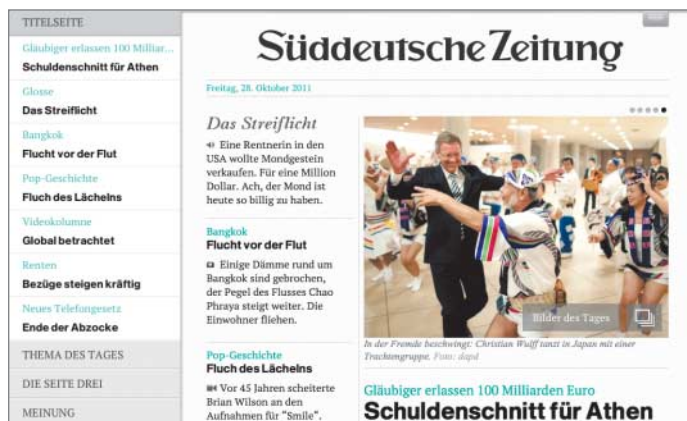 TITELSEITE
Gläubiger erlassen 100 Milliar...
Schuldenschnitt für Athen
Glosse
Das Streiflicht
Bangkok
Flucht vor der Flut
Pop-Geschichte
Fluch des Lächelns
Videokolumne
Global betrachtet
Renten
Bezüge steigen kräftig
Neues Telefongesetz
Ende der Abzocke
THEMA DES TAGES
DIE SEITE DREI
MEINUNG
Süddeutsche Zeitung
Freitag, 28. Oktober 2011
Das Streiflicht
Eine Rentnerin in den
USA wollte Mondgestein
verkaufen. Für eine Million
Dollar. Ach, der Mond ist
heute so billig zu haben.
Bangkok
Flucht vor der Flut
Einige Dämme rund um
Bangkok sind gebrochen,
der Pegel des Flusses Chao
Phraya steigt weiter. Die
Einwohner fliehen.
Pop-Geschichte
Fluch des Lächelns
Vor 45 Jahren scheiterte
Brian Wilson an den
Aufnahmen für "Smile".
Bilder des Tages
In der Fremde beschwingt: Christian Wulff tanzt in Japan mit einer
Trachtengruppe. Foto: dapd
Gläubiger erlassen 100 Milliarden Euro
Schuldenschnitt für Athen